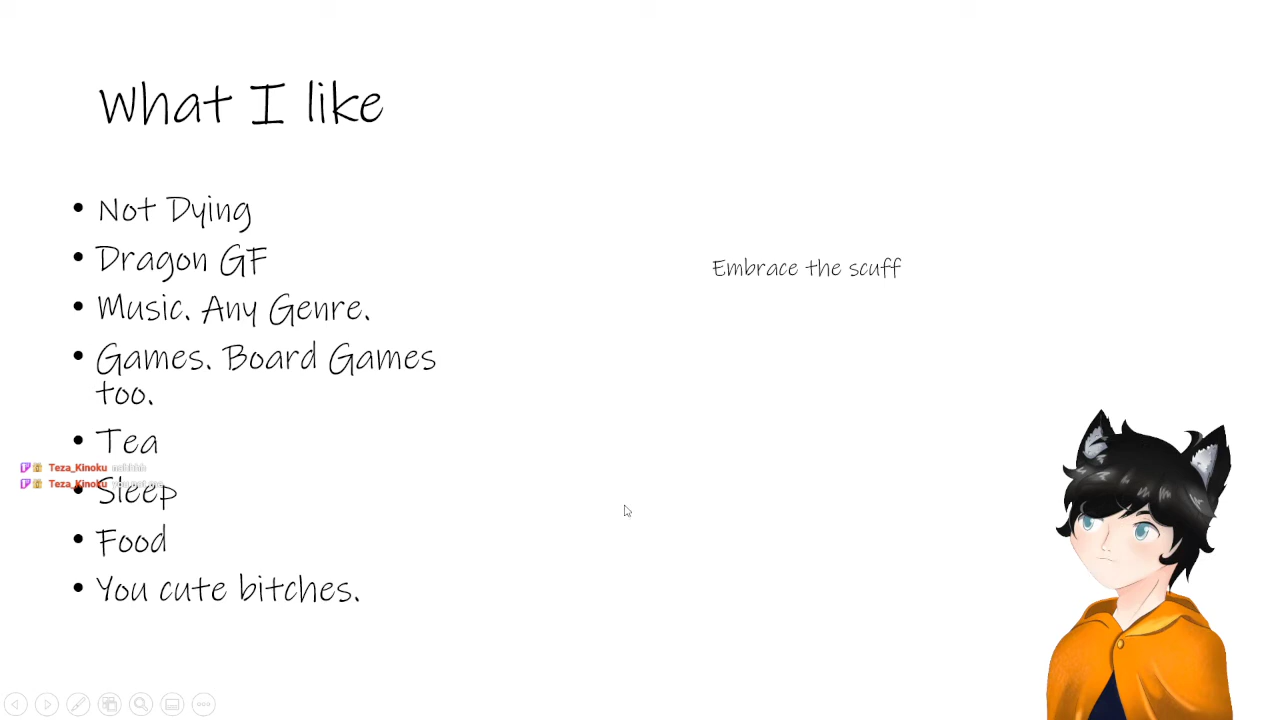 What I like
• Not Dying
• Dragon GF
• Music. Any Genre.
• Games. Board Games
too.
• Tea
Teza_Kinoku
Teza_Kinoku
• Sleep
• Food
• You cute bitches.
Embrace the scuff